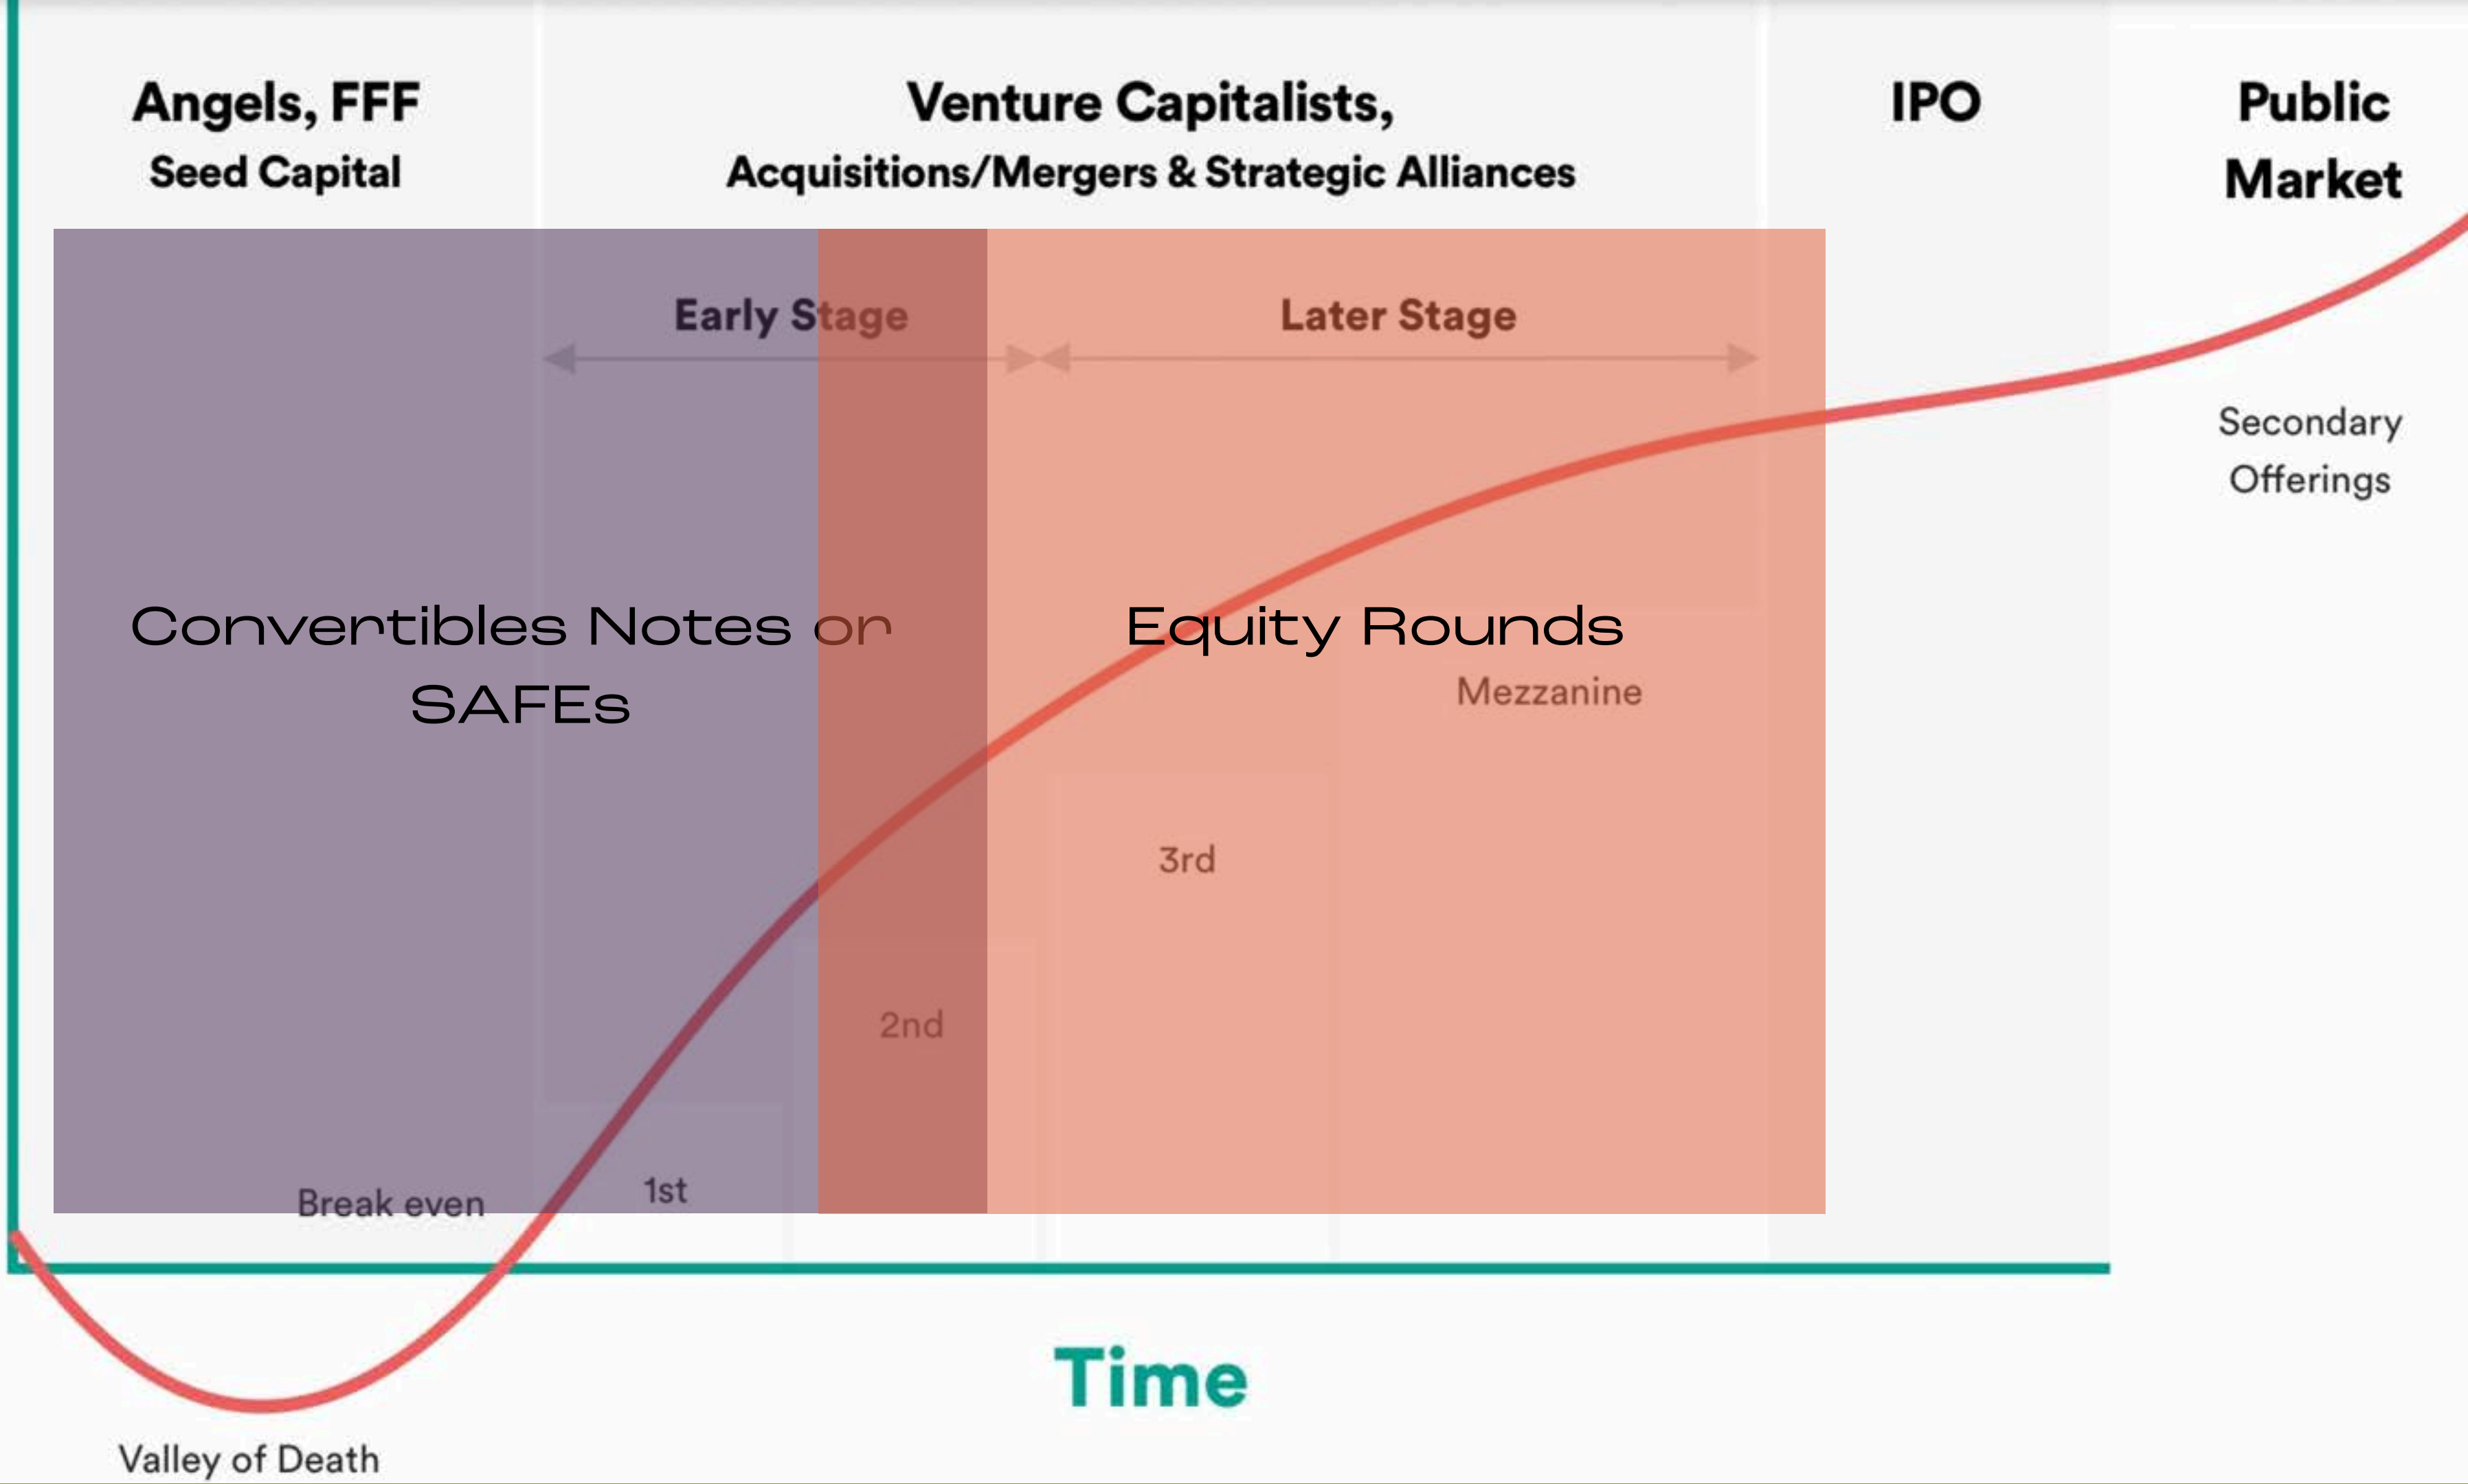 Angels, FFF
Seed Capital
Venture Capitalists,
Acquisitions/Mergers & Strategic Alliances
IPO
Public
Market
Early Stage
Later Stage
Secondary
Offerings
Convertibles Notes or
SAFEs
Equity Rounds
Mezzanine
3rd
2nd
1st
Break even
Time
Valley of Death